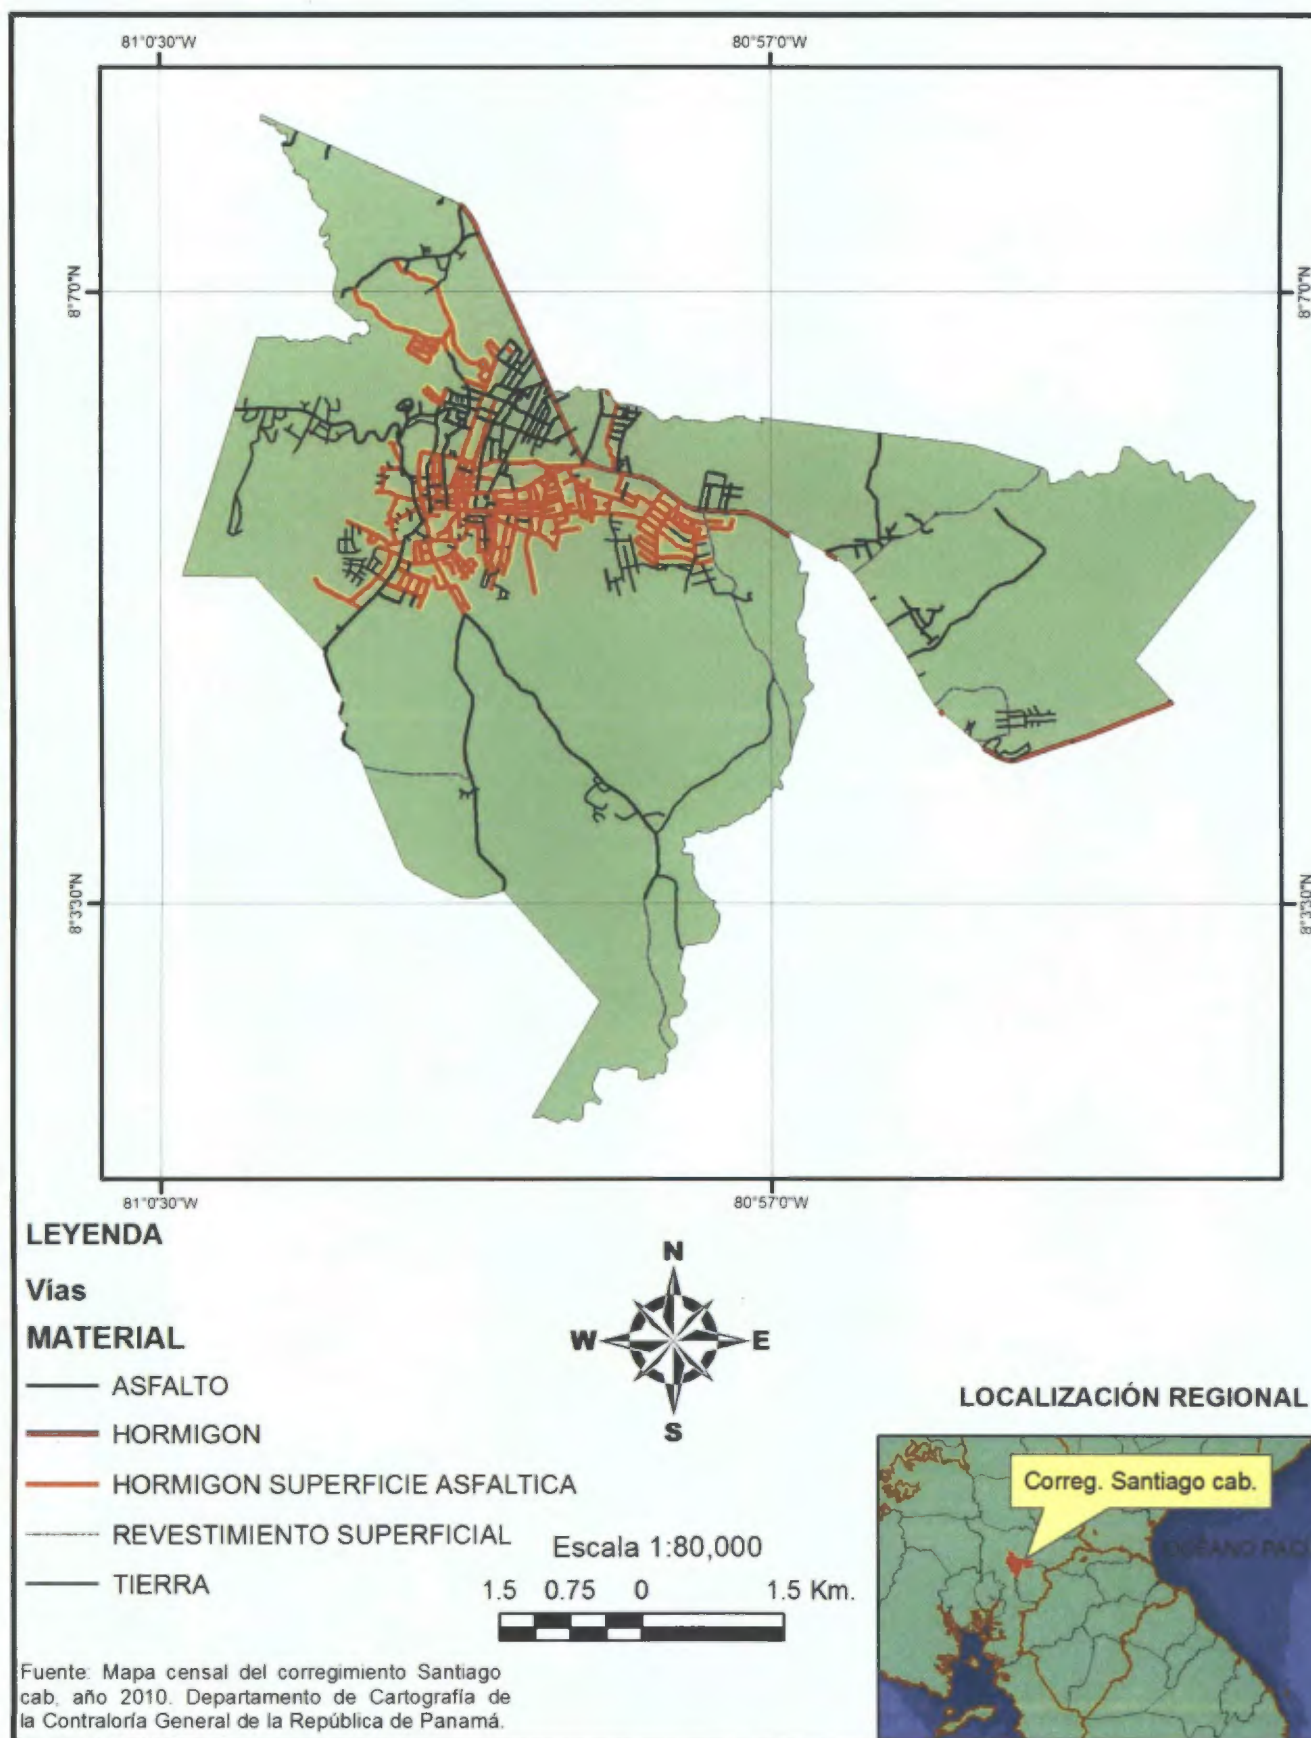 81°0'30"W
80°57'0"W
8°7'0"N
8°7'0"N
8°3'30"N
8°3'30"N
81°0'30"W
80°57'0"W
LEYENDA
Vías
MATERIAL
ASFALTO
HORMIGON
HORMIGON SUPERFICIE ASFALTICA
REVESTIMIENTO SUPERFICIAL
TIERRA
N
W
E
S
Escala 1:80,000
1.5 0.75 0 1.5 Km.
LOCALIZACIÓN REGIONAL
Correg. Santiago cab.
OCÉANO PACÍ
Fuente: Mapa censal del corregimiento Santiago
cab. año 2010. Departamento de Cartografía de
la Contraloría General de la República de Panamá.